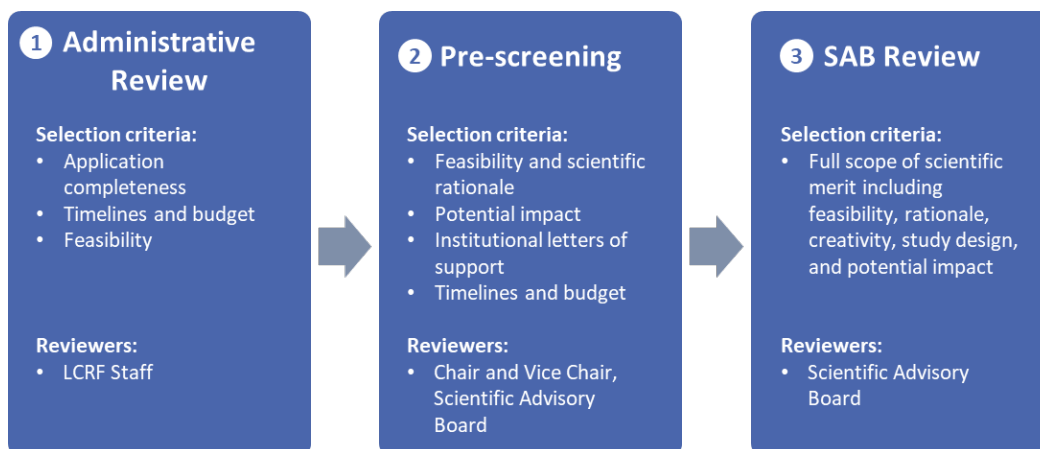 1 Administrative
Review
Selection criteria:
• Application
completeness
• Timelines and budget
• Feasibility
Reviewers:
• LCRF Staff
2 Pre-screening
Selection criteria:
• Feasibility and scientific
rationale
• Potential impact
• Institutional letters of
support
• Timelines and budget
Reviewers:
• Chair and Vice Chair,
Scientific Advisory
Board
3 SAB Review
Selection criteria:
• Full scope of scientific
merit including
feasibility, rationale,
creativity, study design,
and potential impact
Reviewers:
• Scientific Advisory
Board